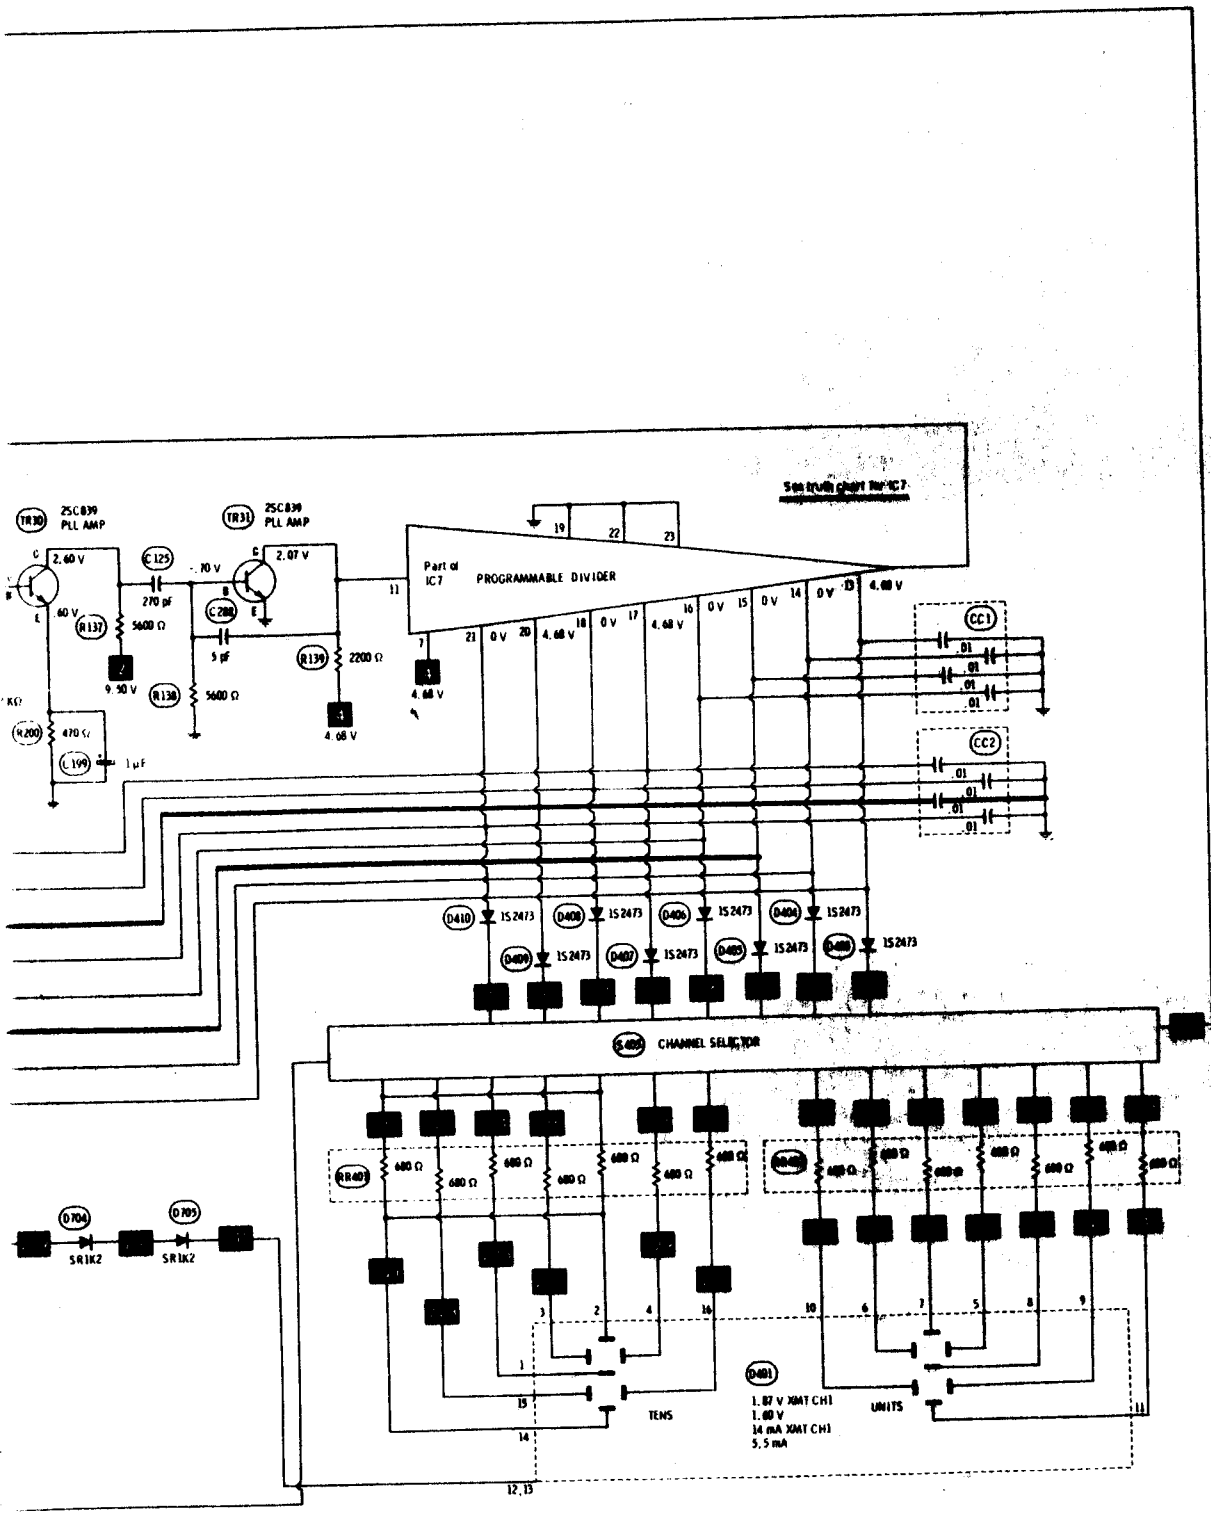 See truth chart for IC7
TR30
2SC839
PLL AMP
C
2.60 V
E
.60 V
C125
270 pF
R137
5600 Ω
9.50 V
TR31
2SC839
PLL AMP
2.07 V
-.70 V
B
E
C288
5 pF
R138
5600 Ω
R139
2200 Ω
4.68 V
KΩ
R200
470 Ω
1 µF
11
Part of
IC7
PROGRAMMABLE DIVIDER
19
22
23
7
4.68 V
21
0 V
20
4.68 V
18
0 V
17
4.68 V
16
0 V
15
0 V
14
0 V
13
4.68 V
CC1
.01
.01
.01
.01
CC2
.01
.01
.01
.01
D410
1S2473
D408
1S2473
D406
1S2473
D404
1S2473
D409
1S2473
D407
1S2473
D405
1S2473
1S2473
CHANNEL SELECTOR
680 Ω
680 Ω
680 Ω
680 Ω
680 Ω
680 Ω
680 Ω
680 Ω
680 Ω
680 Ω
680 Ω
680 Ω
680 Ω
680 Ω
D704
SR1K2
D705
SR1K2
3
2
4
16
10
6
7
5
8
9
1
15
14
11
TENS
D401
1.87 V XMT CH1
1.60 V
14 mA XMT CH1
5.5 mA
UNITS
12, 13